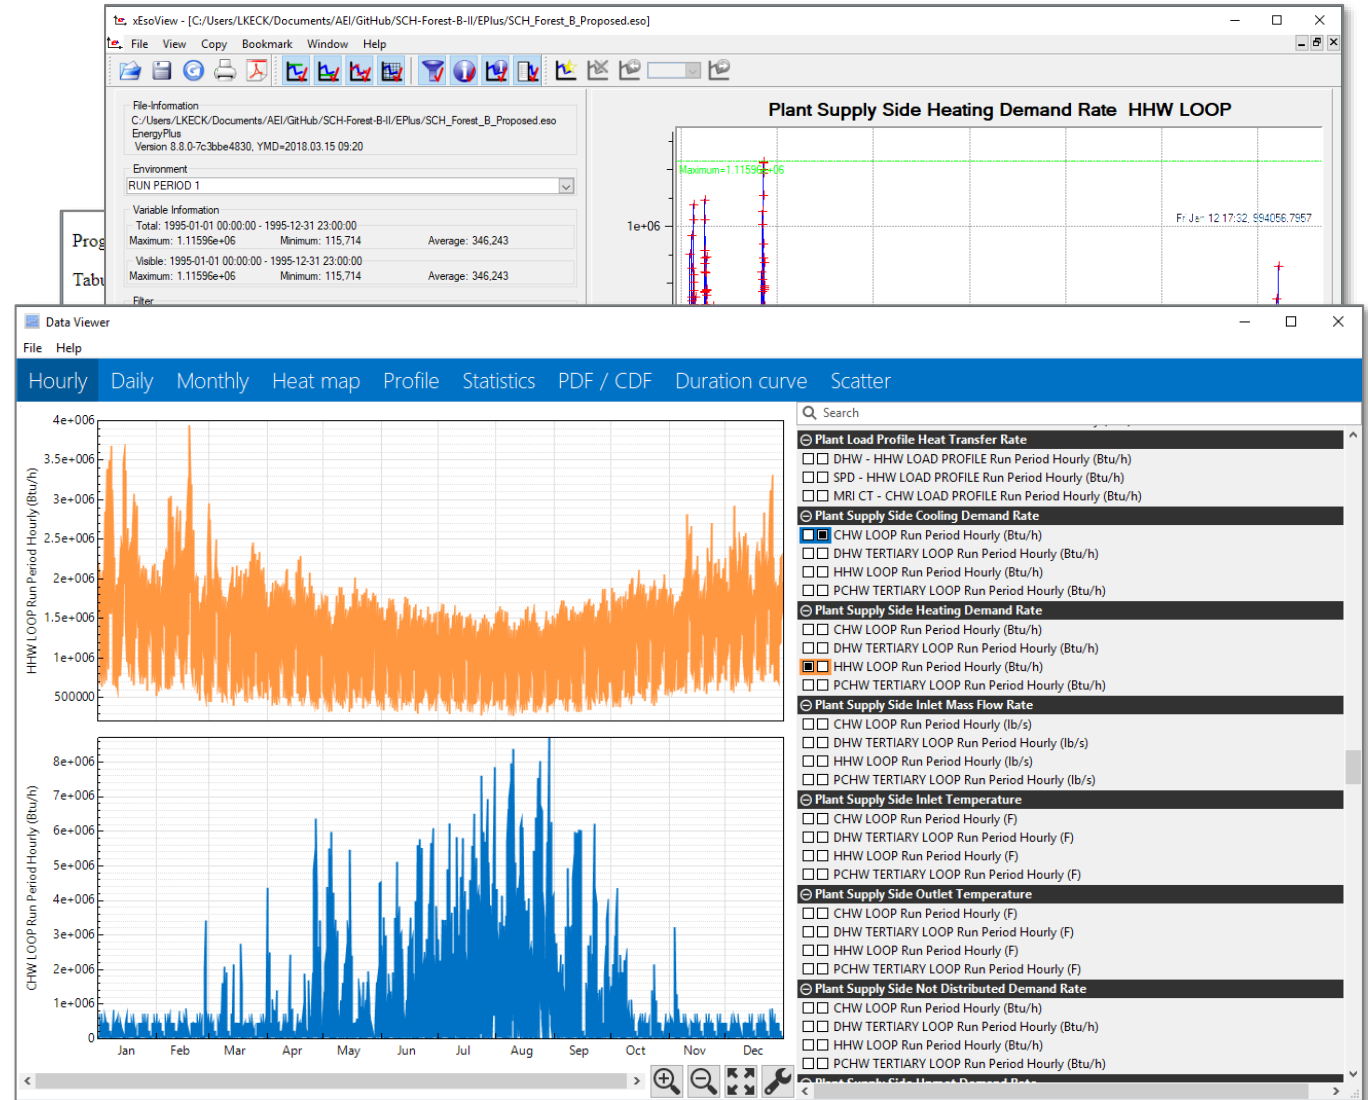 xEsoView - [C:/Users/LKECK/Documents/AEI/GitHub/SCH-Forest-B-II/EPlus/SCH_Forest_B_Proposed.eso]
File View Copy Bookmark Window Help
File-Information
C:/Users/LKECK/Documents/AEI/GitHub/SCH-Forest-B-II/EPlus/SCH_Forest_B_Proposed.eso
EnergyPlus
Version 8.8.0-7c3bbe4830, YMD=2018.03.15 09:20
Environment
RUN PERIOD 1
Variable Information
Total: 1995-01-01 00:00:00 - 1995-12-31 23:00:00
Maximum: 1.11596e+06 Minimum: 115,714 Average: 346,243
Visible: 1995-01-01 00:00:00 - 1995-12-31 23:00:00
Maximum: 1.11596e+06 Minimum: 115,714 Average: 346,243
Filter
Plant Supply Side Heating Demand Rate HHW LOOP
Maximum=1.11596e+06
1e+06
Fr Jan 12 17:32, 994056.7957
Prog
Tabu
Data Viewer
File Help
Hourly Daily Monthly Heat map Profile Statistics PDF / CDF Duration curve Scatter
HHW LOOP Run Period Hourly (Btu/h)
4e+006
3.5e+006
3e+006
2.5e+006
2e+006
1.5e+006
1e+006
500000
CHW LOOP Run Period Hourly (Btu/h)
8e+006
7e+006
6e+006
5e+006
4e+006
3e+006
2e+006
1e+006
0
Jan Feb Mar Apr May Jun Jul Aug Sep Oct Nov Dec
Search
Plant Load Profile Heat Transfer Rate
DHW - HHW LOAD PROFILE Run Period Hourly (Btu/h)
SPD - HHW LOAD PROFILE Run Period Hourly (Btu/h)
MRI CT - CHW LOAD PROFILE Run Period Hourly (Btu/h)
Plant Supply Side Cooling Demand Rate
CHW LOOP Run Period Hourly (Btu/h)
DHW TERTIARY LOOP Run Period Hourly (Btu/h)
HHW LOOP Run Period Hourly (Btu/h)
PCHW TERTIARY LOOP Run Period Hourly (Btu/h)
Plant Supply Side Heating Demand Rate
CHW LOOP Run Period Hourly (Btu/h)
DHW TERTIARY LOOP Run Period Hourly (Btu/h)
HHW LOOP Run Period Hourly (Btu/h)
PCHW TERTIARY LOOP Run Period Hourly (Btu/h)
Plant Supply Side Inlet Mass Flow Rate
CHW LOOP Run Period Hourly (lb/s)
DHW TERTIARY LOOP Run Period Hourly (lb/s)
HHW LOOP Run Period Hourly (lb/s)
PCHW TERTIARY LOOP Run Period Hourly (lb/s)
Plant Supply Side Inlet Temperature
CHW LOOP Run Period Hourly (F)
DHW TERTIARY LOOP Run Period Hourly (F)
HHW LOOP Run Period Hourly (F)
PCHW TERTIARY LOOP Run Period Hourly (F)
Plant Supply Side Outlet Temperature
CHW LOOP Run Period Hourly (F)
DHW TERTIARY LOOP Run Period Hourly (F)
HHW LOOP Run Period Hourly (F)
PCHW TERTIARY LOOP Run Period Hourly (F)
Plant Supply Side Not Distributed Demand Rate
CHW LOOP Run Period Hourly (Btu/h)
DHW TERTIARY LOOP Run Period Hourly (Btu/h)
HHW LOOP Run Period Hourly (Btu/h)
PCHW TERTIARY LOOP Run Period Hourly (Btu/h)
Plant Supply Side Unmet Demand Rate